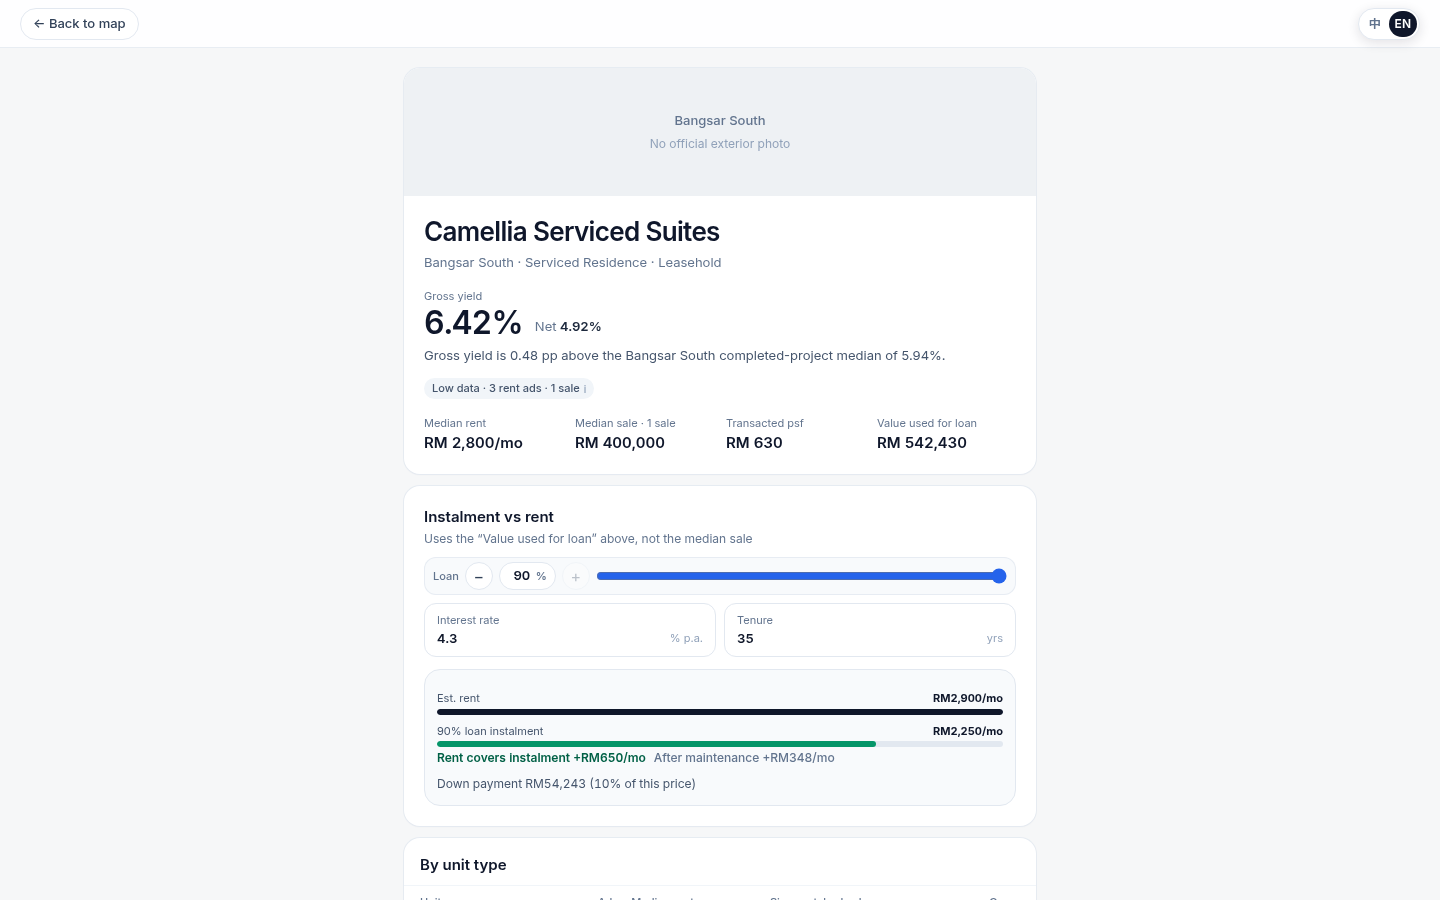 ← Back to map
中 EN
Bangsar South
No official exterior photo
Camellia Serviced Suites
Bangsar South · Serviced Residence · Leasehold
Gross yield
6.42% Net 4.92%
Gross yield is 0.48 pp above the Bangsar South completed-project median of 5.94%.
Low data · 3 rent ads · 1 sale i
Median rent
RM 2,800/mo
Median sale · 1 sale
RM 400,000
Transacted psf
RM 630
Value used for loan
RM 542,430
Instalment vs rent
Uses the “Value used for loan” above, not the median sale
Loan − 90 % +
Interest rate
4.3 % p.a.
Tenure
35 yrs
Est. rent RM2,900/mo
90% loan instalment RM2,250/mo
Rent covers instalment +RM650/mo After maintenance +RM348/mo
Down payment RM54,243 (10% of this price)
By unit type